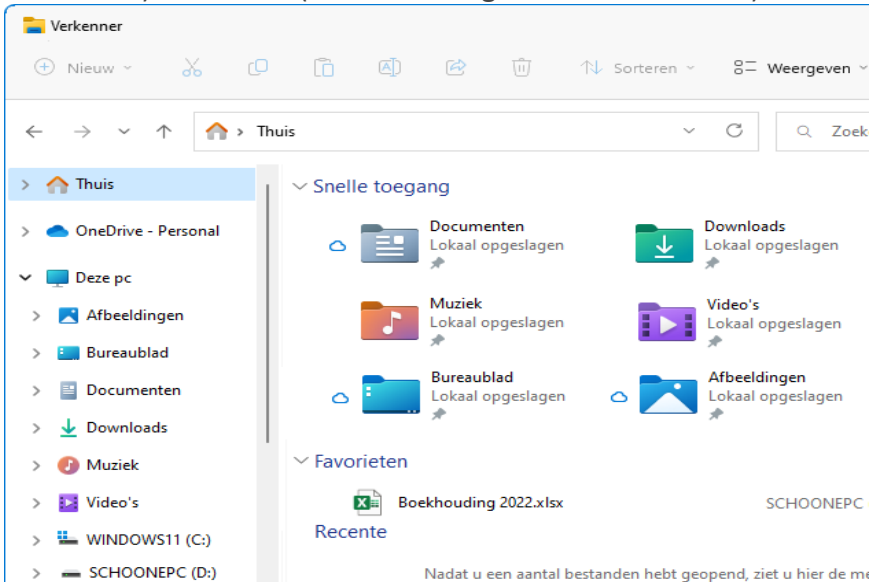 Verkenner
Nieuw
Sorteren
Weergeven
Thuis
Thuis
OneDrive - Personal
Deze pc
Afbeeldingen
Bureaublad
Documenten
Downloads
Muziek
Video's
WINDOWS11 (C:)
SCHOONEPC (D:)
Snelle toegang
Documenten
Lokaal opgeslagen
Downloads
Lokaal opgeslagen
Muziek
Lokaal opgeslagen
Video's
Lokaal opgeslagen
Bureaublad
Lokaal opgeslagen
Afbeeldingen
Lokaal opgeslagen
Favorieten
Boekhouding 2022.xlsx SCHOONEPC
Recente
Nadat u een aantal bestanden hebt geopend, ziet u hier de